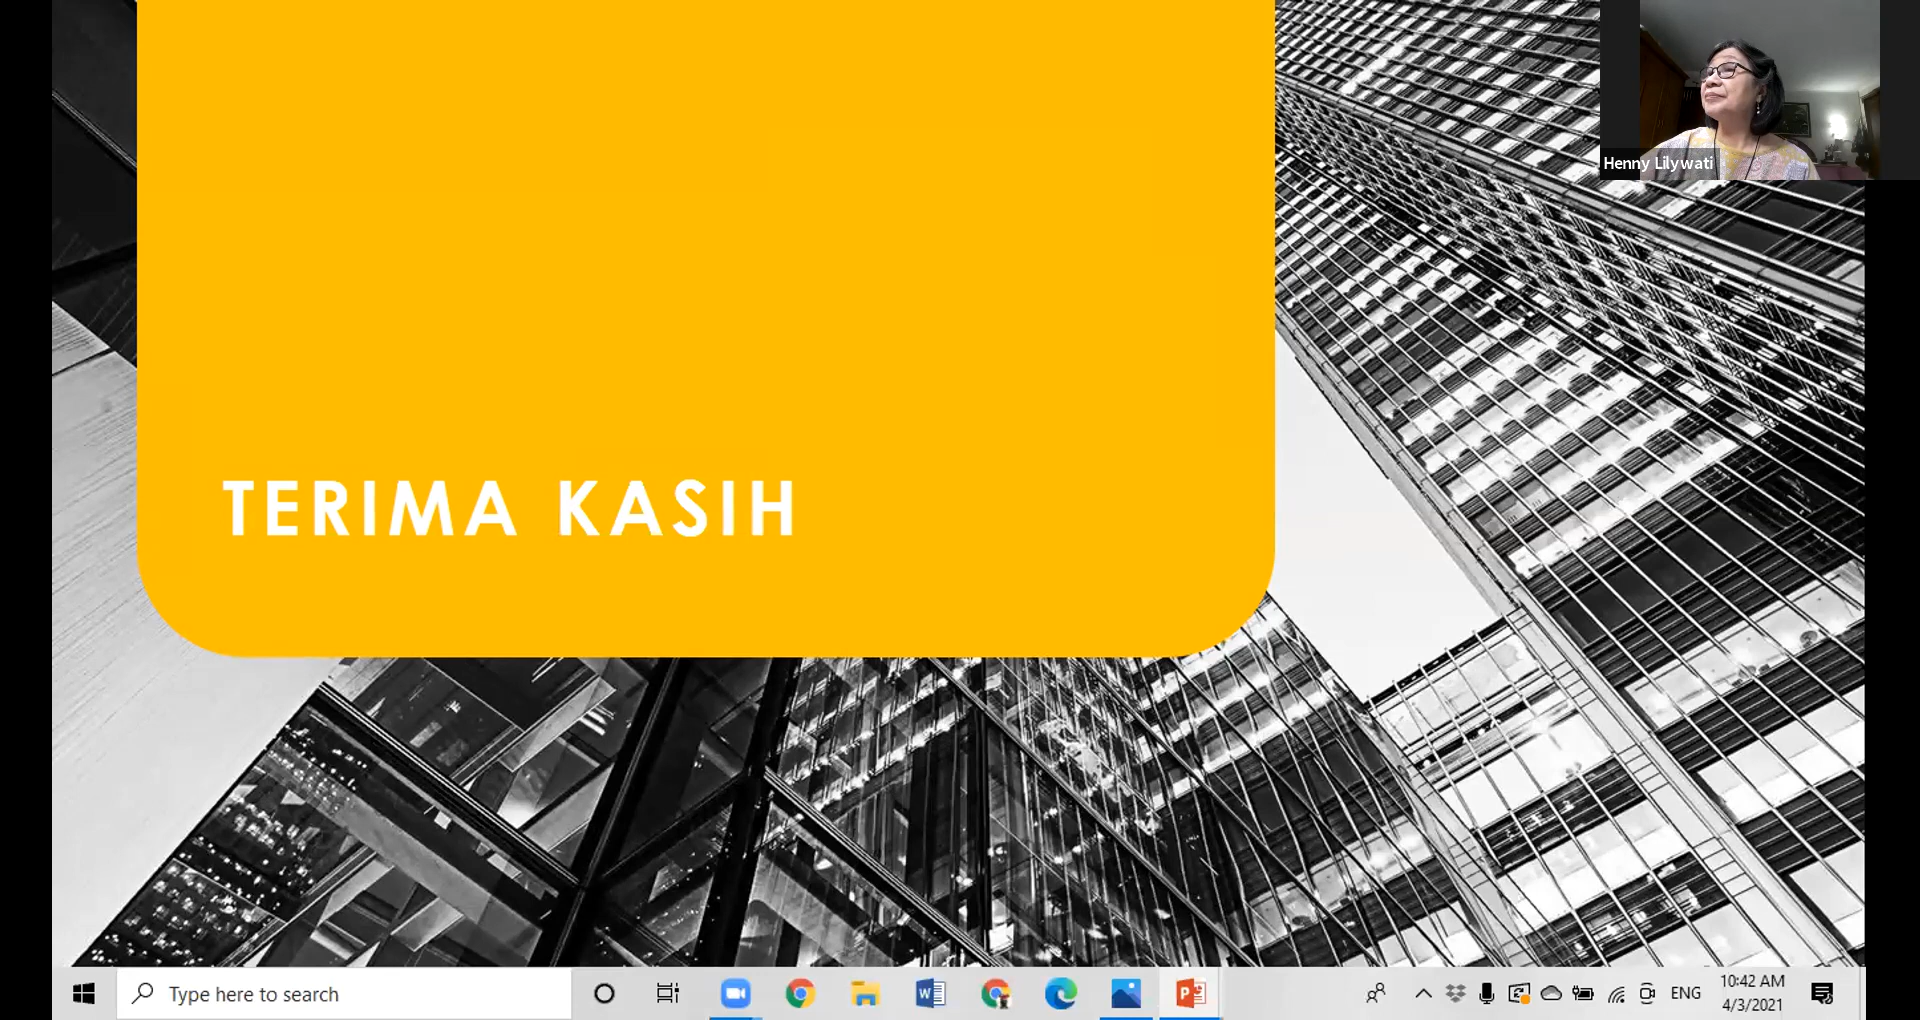 Henny Lilywati
TERIMA KASIH
Type here to search
ENG
10:42 AM
4/3/2021